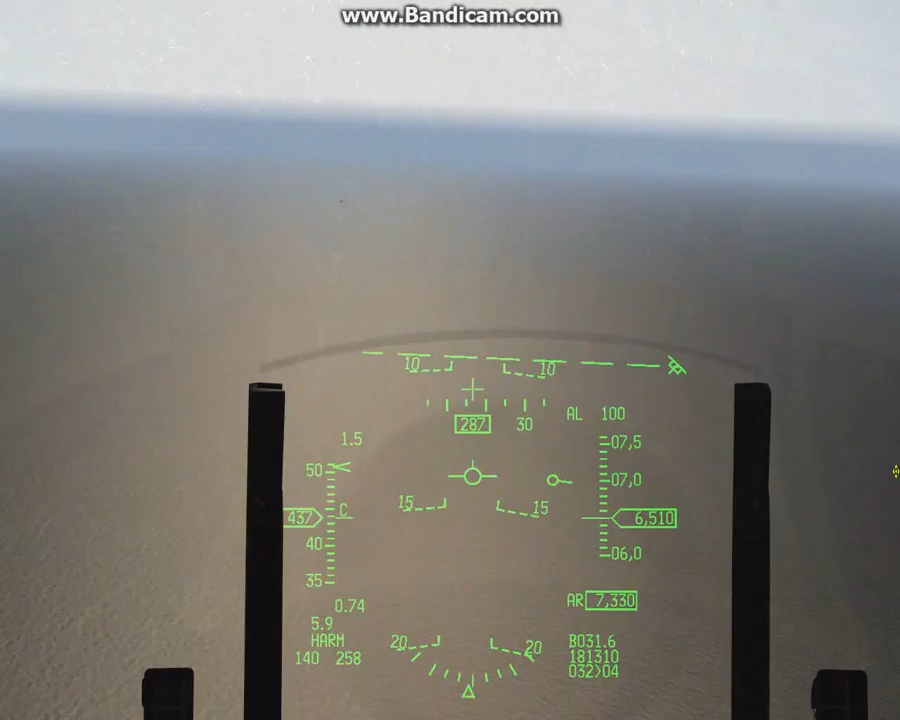 www.Bandicam.com
10 10
287 30 AL 100
1.5
50 07,5
07,0
15 15
437 C 6,510
40 06,0
35
0.74 AR 7,330
5.9
HARM 20 20 B031.6
140 258 181310
032>04